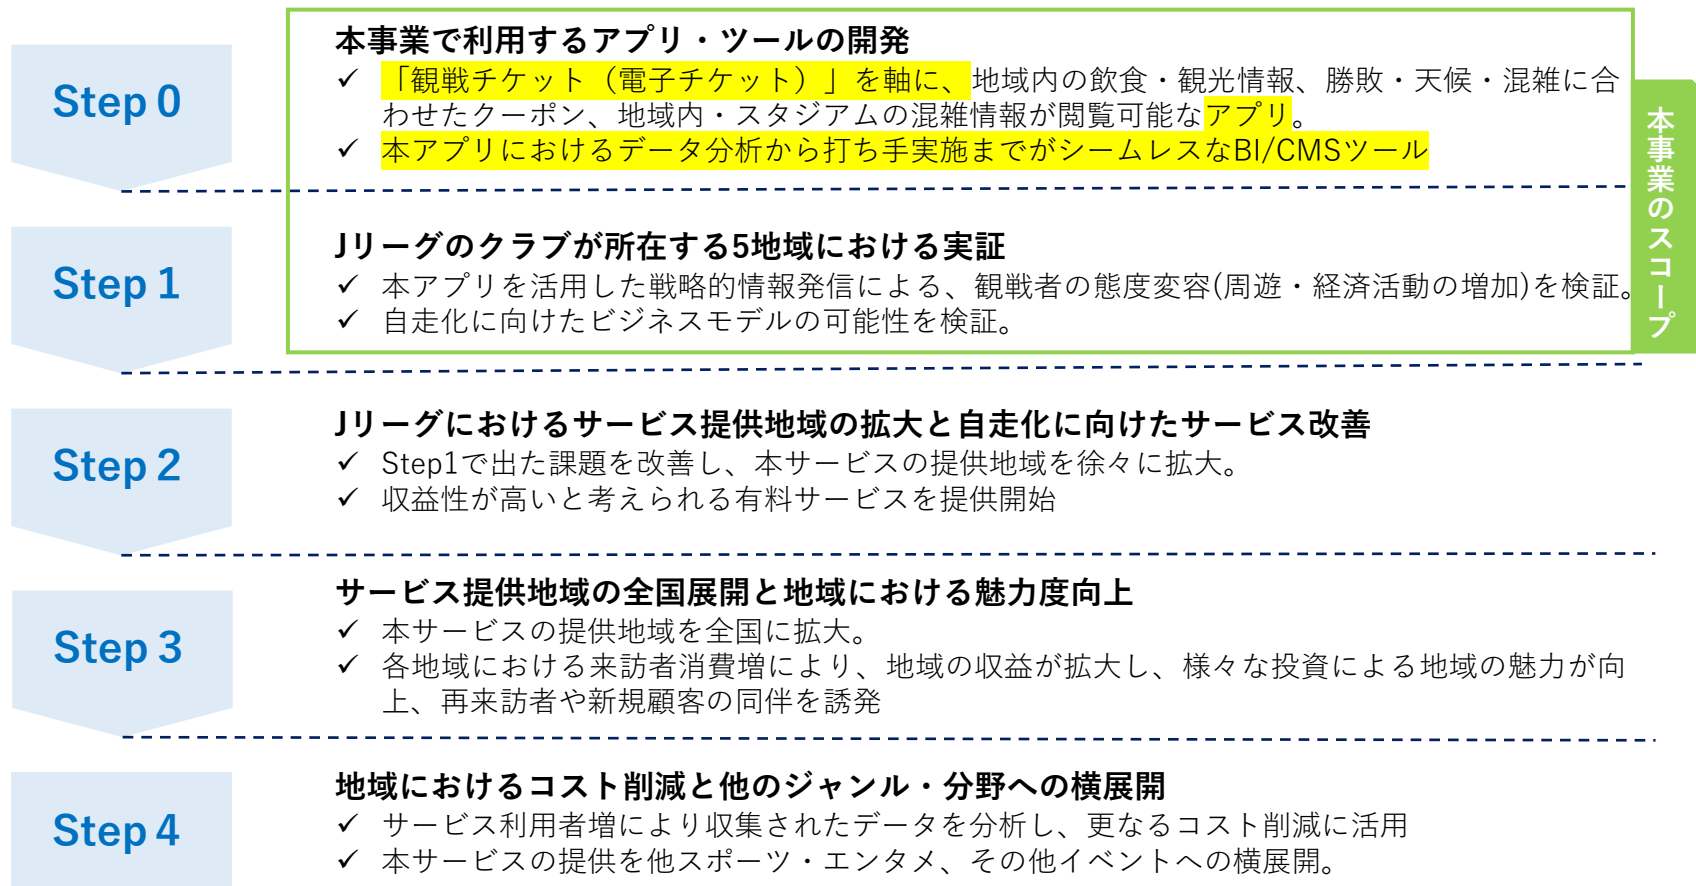 Step 0
本事業で利用するアプリ・ツールの開発
✓ 「観戦チケット（電子チケット）」を軸に、地域内の飲食・観光情報、勝敗・天候・混雑に合
わせたクーポン、地域内・スタジアムの混雑情報が閲覧可能なアプリ。
✓ 本アプリにおけるデータ分析から打ち手実施までがシームレスなBI/CMSツール
本事業のスコープ
Step 1
Jリーグのクラブが所在する5地域における実証
✓ 本アプリを活用した戦略的情報発信による、観戦者の態度変容(周遊・経済活動の増加)を検証。
✓ 自走化に向けたビジネスモデルの可能性を検証。
Step 2
Jリーグにおけるサービス提供地域の拡大と自走化に向けたサービス改善
✓ Step1で出た課題を改善し、本サービスの提供地域を徐々に拡大。
✓ 収益性が高いと考えられる有料サービスを提供開始
Step 3
サービス提供地域の全国展開と地域における魅力度向上
✓ 本サービスの提供地域を全国に拡大。
✓ 各地域における来訪者消費増により、地域の収益が拡大し、様々な投資による地域の魅力が向
上、再来訪者や新規顧客の同伴を誘発
Step 4
地域におけるコスト削減と他のジャンル・分野への横展開
✓ サービス利用者増により収集されたデータを分析し、更なるコスト削減に活用
✓ 本サービスの提供を他スポーツ・エンタメ、その他イベントへの横展開。